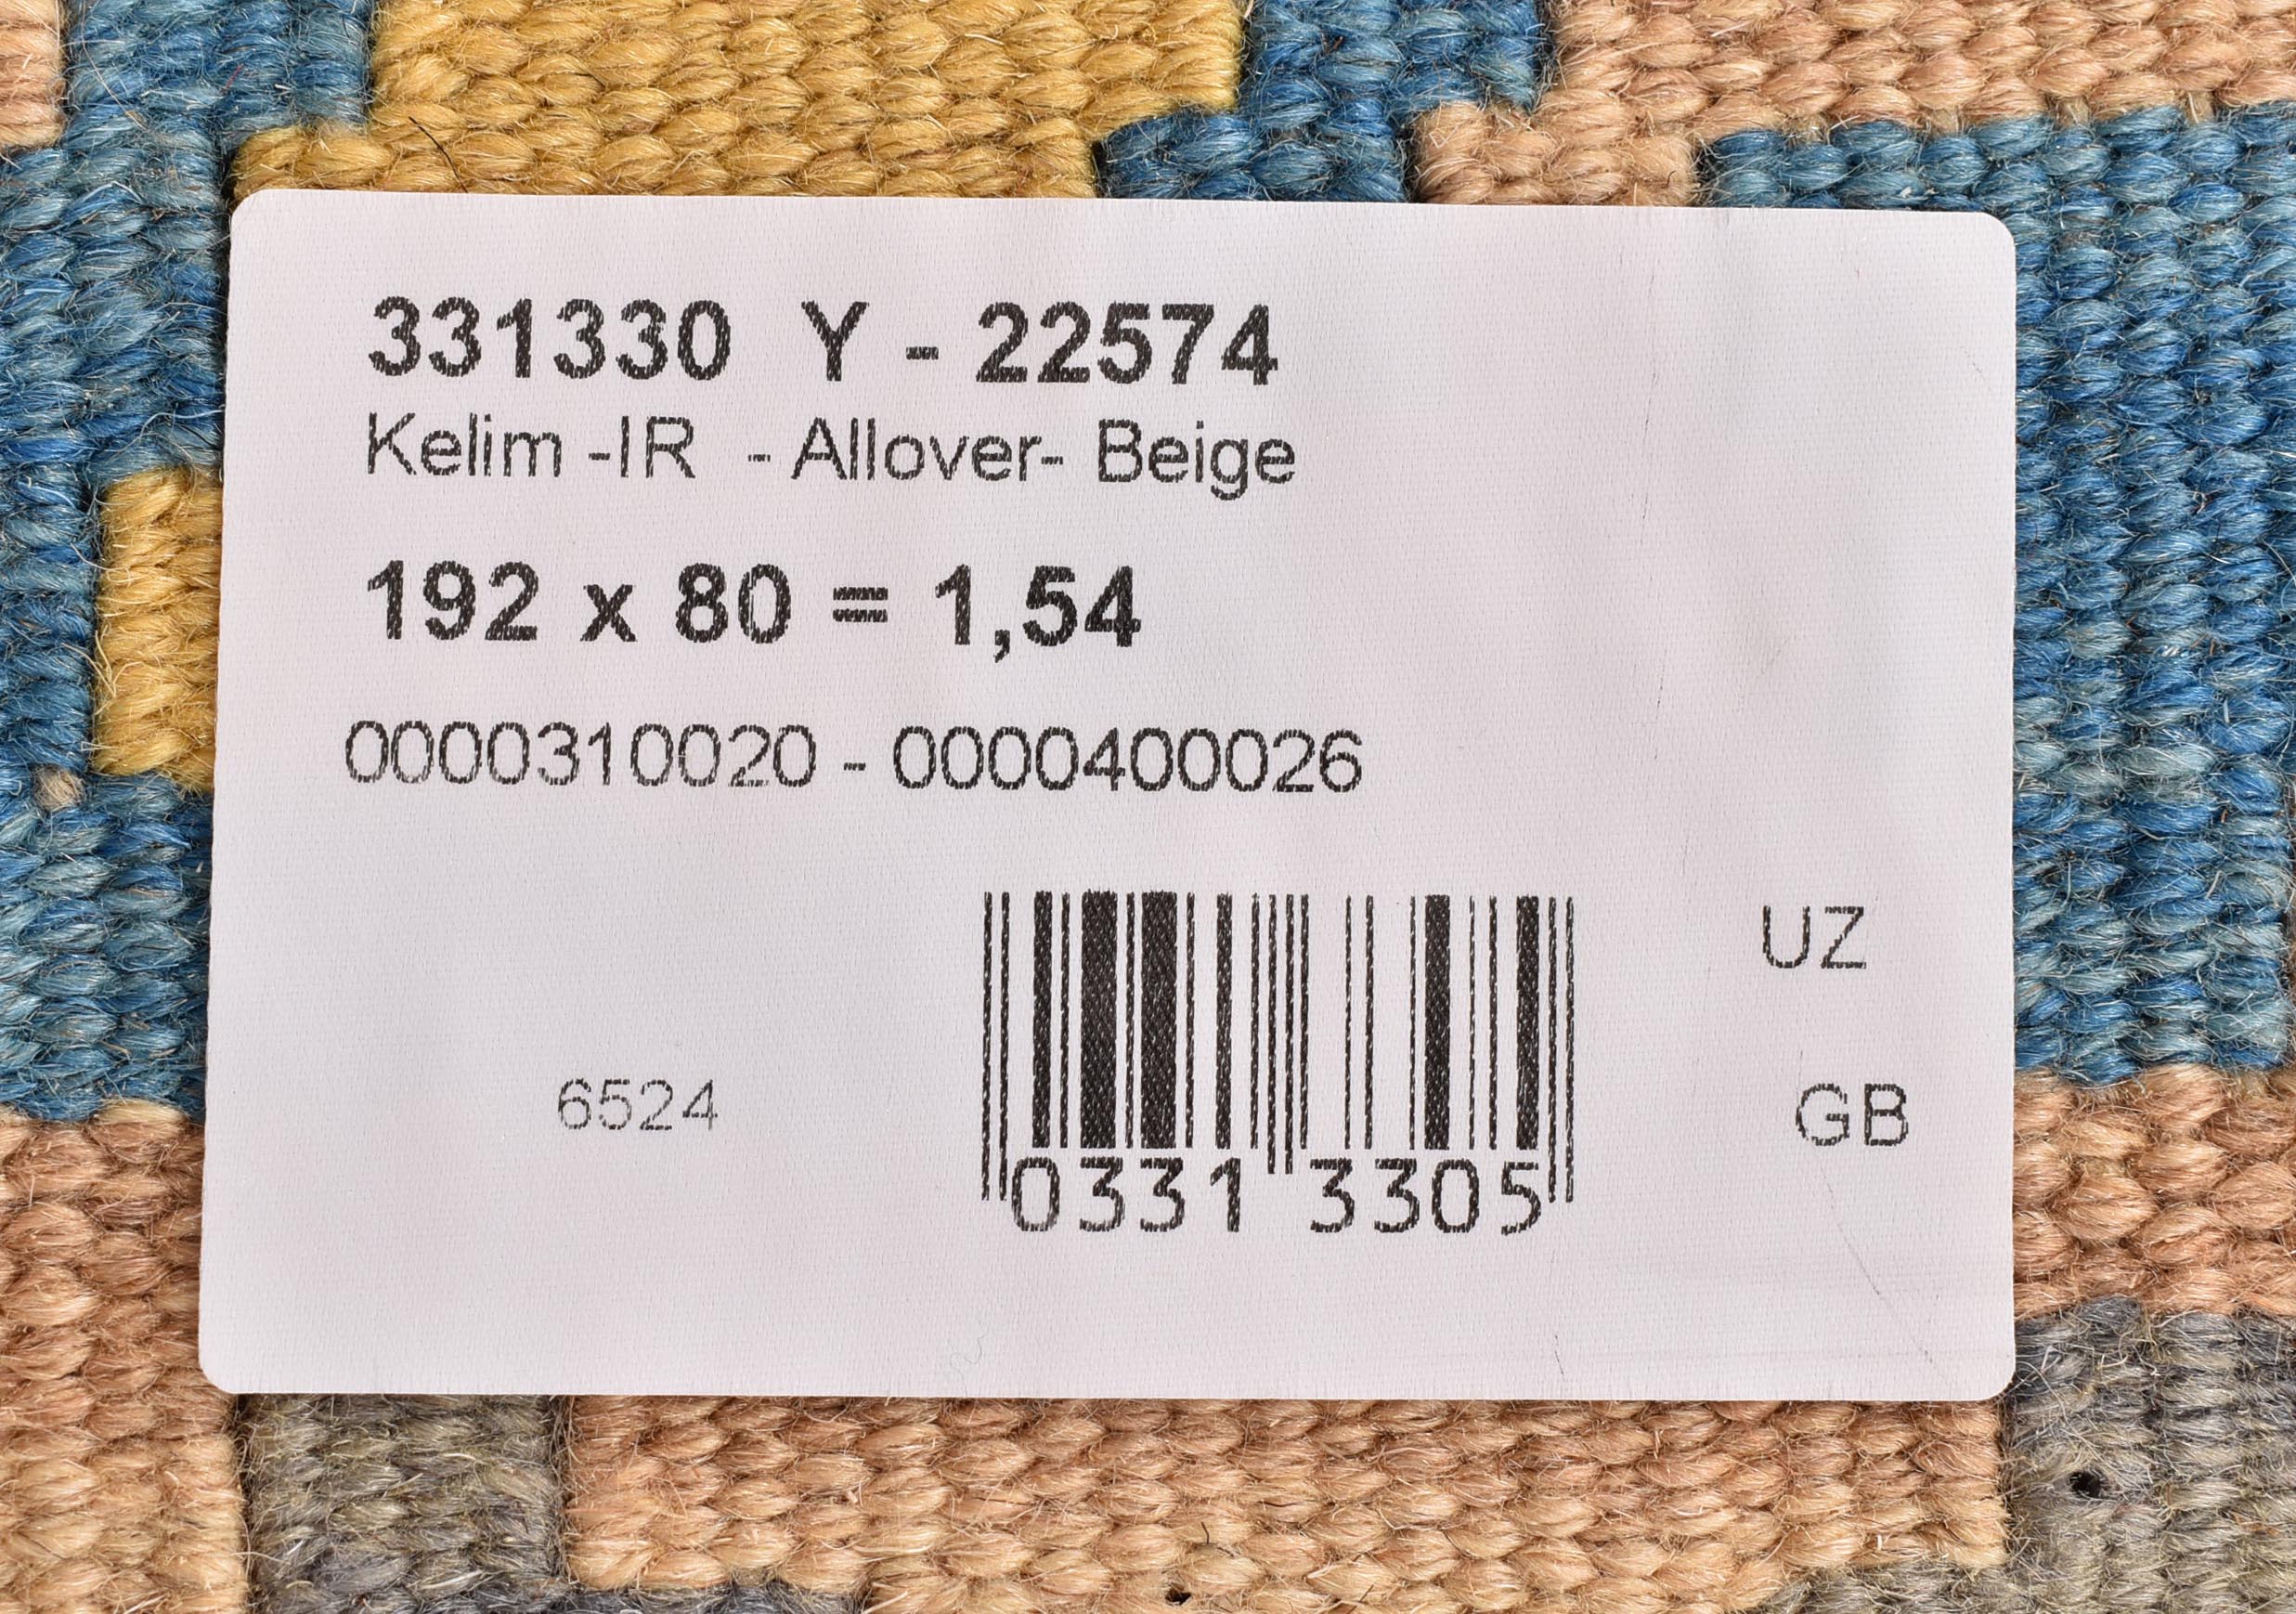 331330 Y - 22574
Kelim -IR - Allover- Beige
192 x 80 = 1,54
0000310020 - 0000400026
UZ
6524
GB
0331 3305